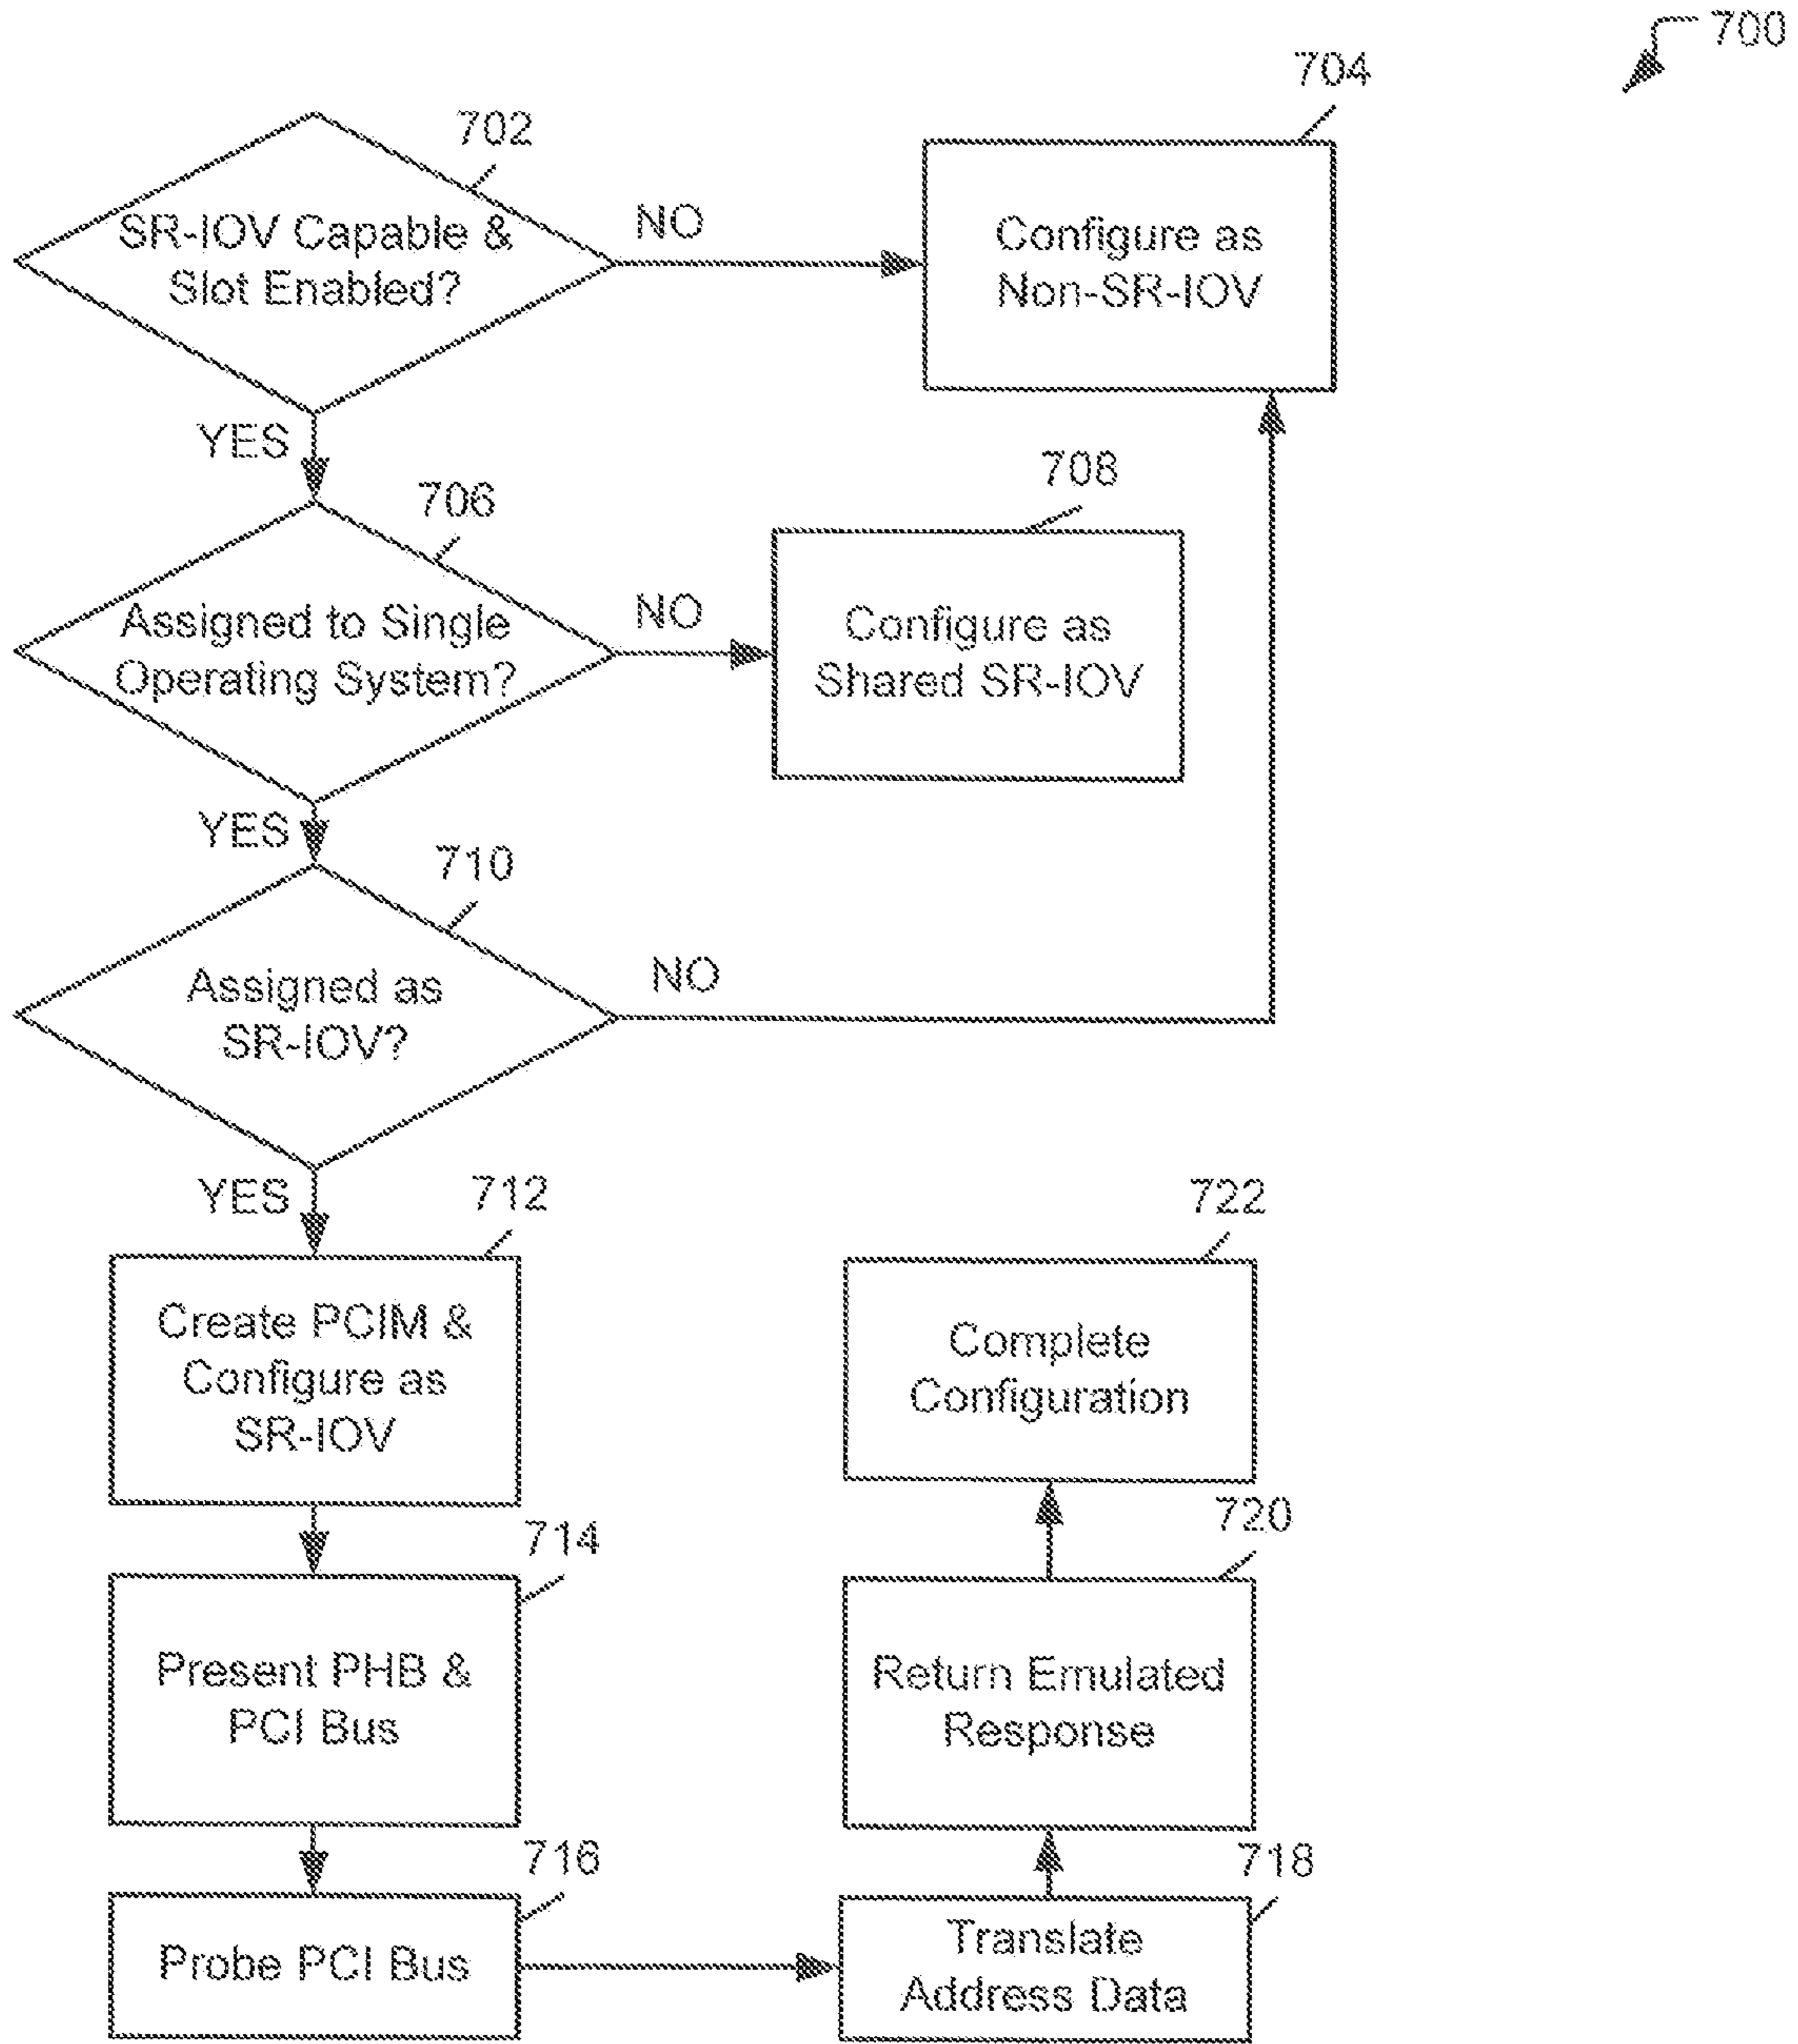 700
704
702
SR-IOV Capable &
Slot Enabled?
NO
Configure as
Non-SR-IOV
YES
706
708
Assigned to Single
Operating System?
NO
Configure as
Shared SR-IOV
YES
710
Assigned as
SR-IOV?
NO
YES
712
Create PCIM &
Configure as
SR-IOV
714
Present PHB &
PCI Bus
716
Probe PCI Bus
718
Translate
Address Data
720
Return Emulated
Response
722
Complete
Configuration